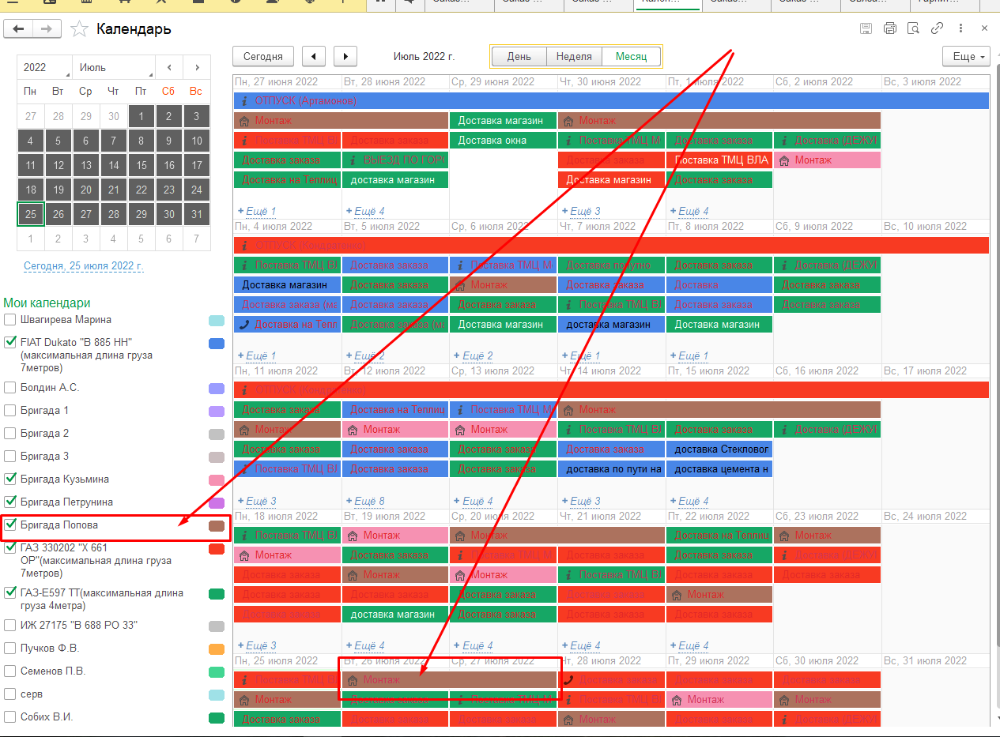 Календарь
Сегодня
Июль 2022 г.
День
Неделя
Месяц
Еще
2022
Июль
Пн Вт Ср Чт Пт Сб Вс
27 28 29 30 1 2 3
4 5 6 7 8 9 10
11 12 13 14 15 16 17
18 19 20 21 22 23 24
25 26 27 28 29 30 31
1 2 3 4 5 6 7
Сегодня, 25 июля 2022 г.
Мои календари
Швагирева Марина
FIAT Dukato "В 885 НН"
(максимальная длина груза
7метров)
Болдин А.С.
Бригада 1
Бригада 2
Бригада 3
Бригада Кузьмина
Бригада Петрунина
Бригада Попова
ГАЗ 330202 "Х 661
ОР"(максимальная длина груза
7метров)
ГАЗ-Е597 ТТ(максимальная длина
груза 4метра)
ИЖ 27175 "В 688 РО 33"
Пучков Ф.В.
Семенов П.В.
серв
Собих В.И.
Пн, 27 июня 2022 Вт, 28 июня 2022 Ср, 29 июня 2022 Чт, 30 июня 2022 Пт, 1 июля 2022 Сб, 2 июля 2022 Вс, 3 июля 2022
ОТПУСК (Артамонов)
Монтаж Доставка магазин Монтаж
Поставка ТМЦ В Доставка заказа Доставка окна Поставка ТМЦ М Доставка заказа Доставка (ДЕЖУР
Доставка заказа ВЫЕЗД ПО ГОРО Доставка заказа Поставка ТМЦ ВЛА Монтаж
Доставка на Теплиц доставка магазин Доставка магазин Доставка заказа
+ Ещё 1 + Ещё 4 + Ещё 3 + Ещё 4
Пн, 4 июля 2022 Вт, 5 июля 2022 Ср, 6 июля 2022 Чт, 7 июля 2022 Пт, 8 июля 2022 Сб, 9 июля 2022 Вс, 10 июля 2022
ОТПУСК (Кондратенко)
Поставка ТМЦ ВЛ Доставка заказа Поставка ТМЦ М Доставка попутно Доставка заказа Доставка (ДЕЖУР
Доставка магазин Доставка заказа Монтаж Доставка заказа Доставка Доставка заказа
Доставка заказа (ма Доставка заказа Доставка заказа Поставка ТМЦ ВЛ Доставка заказа Доставка заказа
Доставка на Тепл Доставка заказа (ма Доставка магазин доставка магазин Доставка магазин
+ Ещё 1 + Ещё 2 + Ещё 2 + Ещё 1 + Ещё 1
Пн, 11 июля 2022 Вт, 12 июля 2022 Ср, 13 июля 2022 Чт, 14 июля 2022 Пт, 15 июля 2022 Сб, 16 июля 2022 Вс, 17 июля 2022
ОТПУСК (Кондратенко)
Доставка заказа Доставка на Теплиц Поставка ТМЦ М Монтаж
Монтаж Монтаж Монтаж Поставка ТМЦ ВЛ Доставка заказа Доставка (ДЕЖУР
Доставка заказа Доставка заказа Доставка заказа Доставка заказа доставка Стекловол
Поставка ТМЦ ВЛ Доставка заказа Доставка заказа доставка по пути на доставка цемента н
+ Ещё 3 + Ещё 8 + Ещё 4 + Ещё 3 + Ещё 4
Пн, 18 июля 2022 Вт, 19 июля 2022 Ср, 20 июля 2022 Чт, 21 июля 2022 Пт, 22 июля 2022 Сб, 23 июля 2022 Вс, 24 июля 2022
Поставка ТМЦ ВЛ Монтаж Монтаж Доставка на Теплиц Монтаж
Монтаж Доставка заказа Поставка ТМЦ М Доставка заказа Доставка заказа Доставка (ДЕЖУР
Доставка заказа Монтаж Монтаж Поставка ТМЦ ВЛ Доставка заказа Доставка заказа
Доставка заказа Доставка заказа Доставка заказа Доставка заказа Монтаж
Доставка заказа доставка магазин Доставка заказа Доставка заказа Доставка заказа
+ Ещё 3 + Ещё 4 + Ещё 4 + Ещё 4 + Ещё 4
Пн, 25 июля 2022 Вт, 26 июля 2022 Ср, 27 июля 2022 Чт, 28 июля 2022 Пт, 29 июля 2022 Сб, 30 июля 2022 Вс, 31 июля 2022
Поставка ТМЦ ВЛ Монтаж Доставка заказа Доставка заказа Доставка заказа
Монтаж Доставка заказа Поставка ТМЦ М Поставка ТМЦ ВЛ Монтаж Монтаж
Доставка заказа Доставка заказа Доставка заказа Монтаж Доставка заказа Доставка (ДЕЖУР